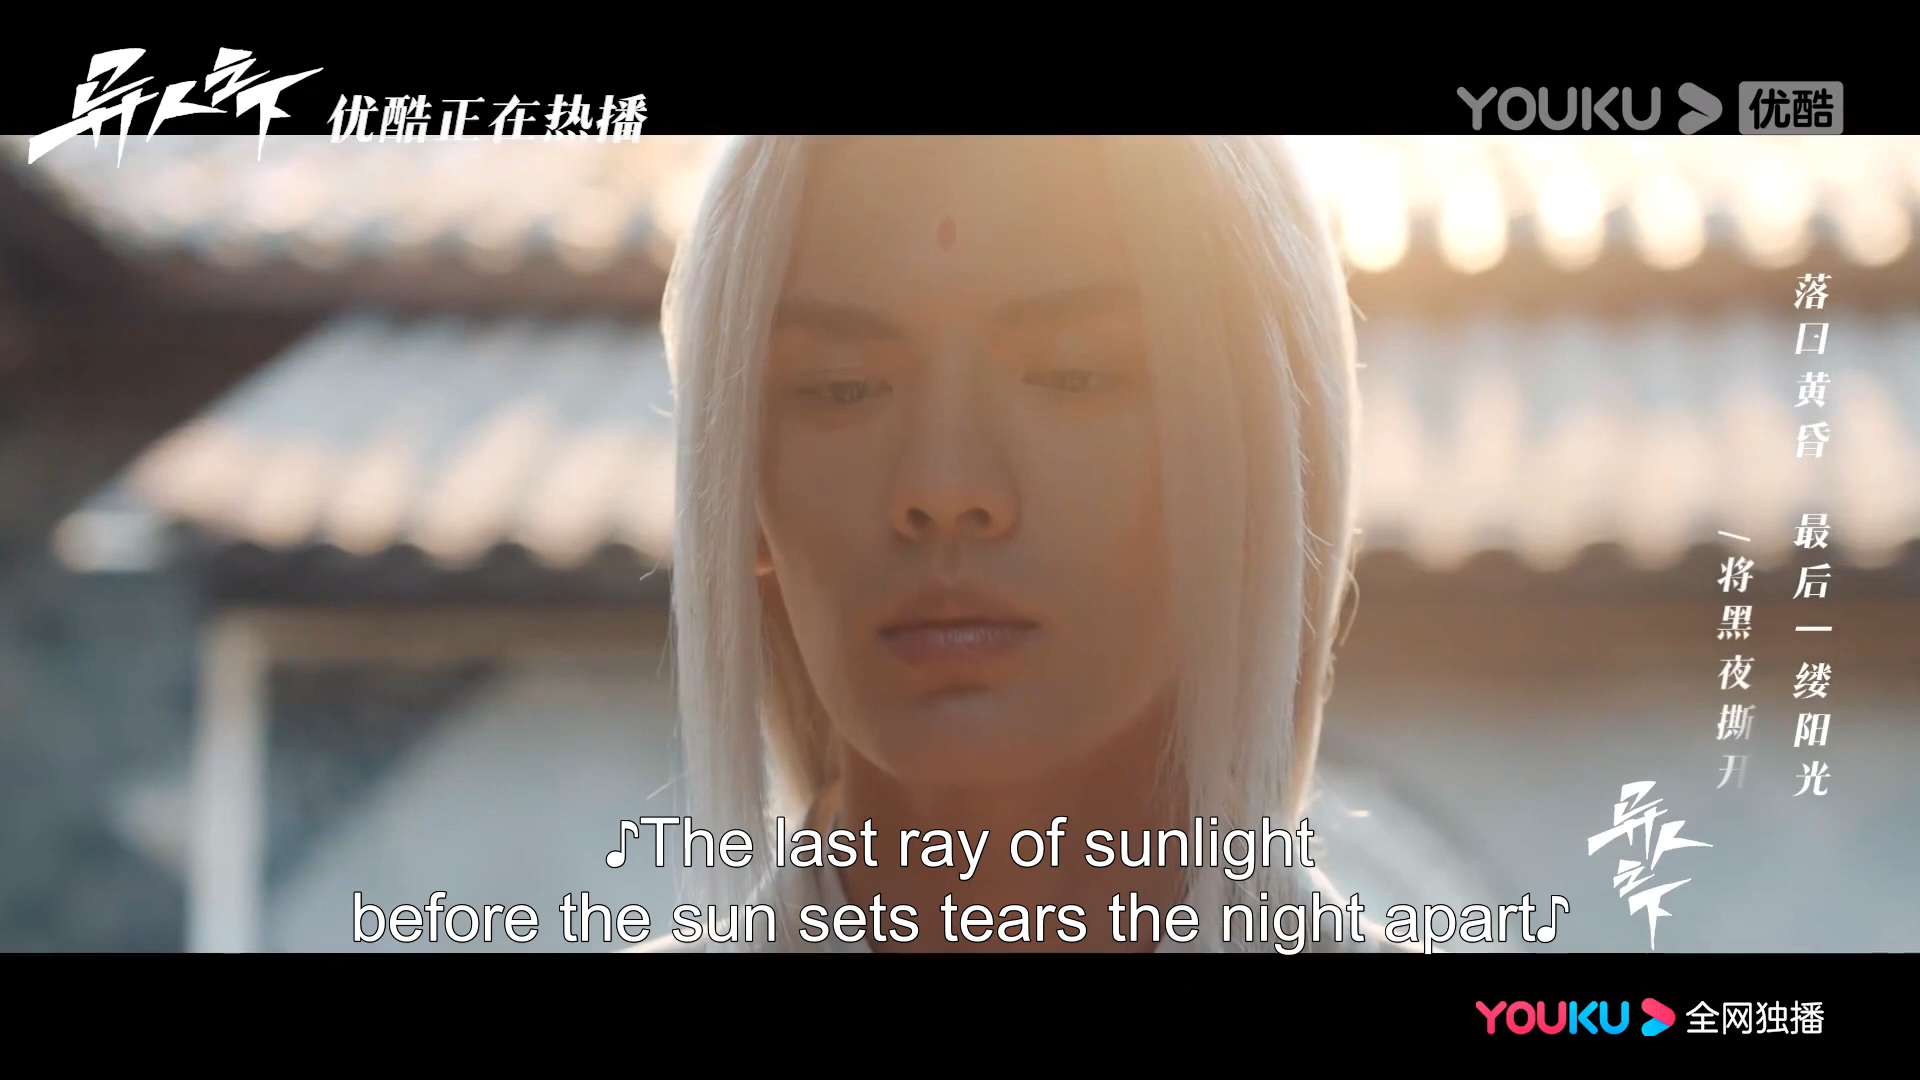 异人之下
优酷正在热播
YOUKU 优酷
落日黄昏 最后一缕阳光
/将黑夜撕开
异人之下
♪The last ray of sunlight
before the sun sets tears the night apart♪
YOUKU 全网独播